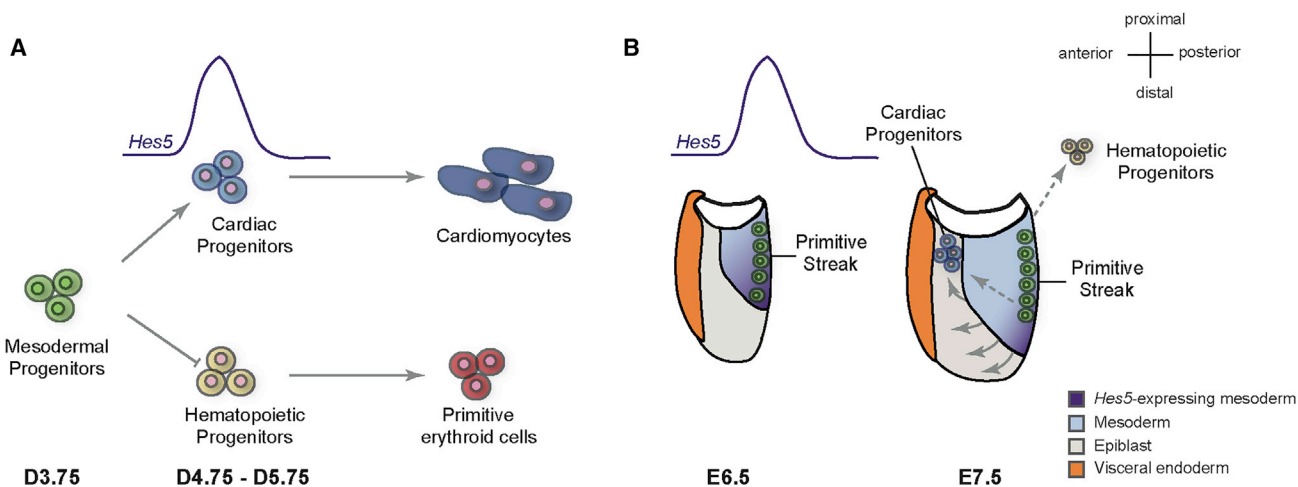 A
Hes5
Cardiac
Progenitors
Cardiomyocytes
Mesodermal
Progenitors
Hematopoietic
Progenitors
Primitive
erythroid cells
D3.75
D4.75 - D5.75
B
proximal
anterior
posterior
distal
Hes5
Cardiac
Progenitors
Hematopoietic
Progenitors
Primitive
Streak
Primitive
Streak
Hes5-expressing mesoderm
Mesoderm
Epiblast
Visceral endoderm
E6.5
E7.5